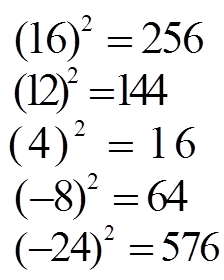 (16)² = 256
(12)² = 144
(4)² = 16
(−8)² = 64
(−24)² = 576